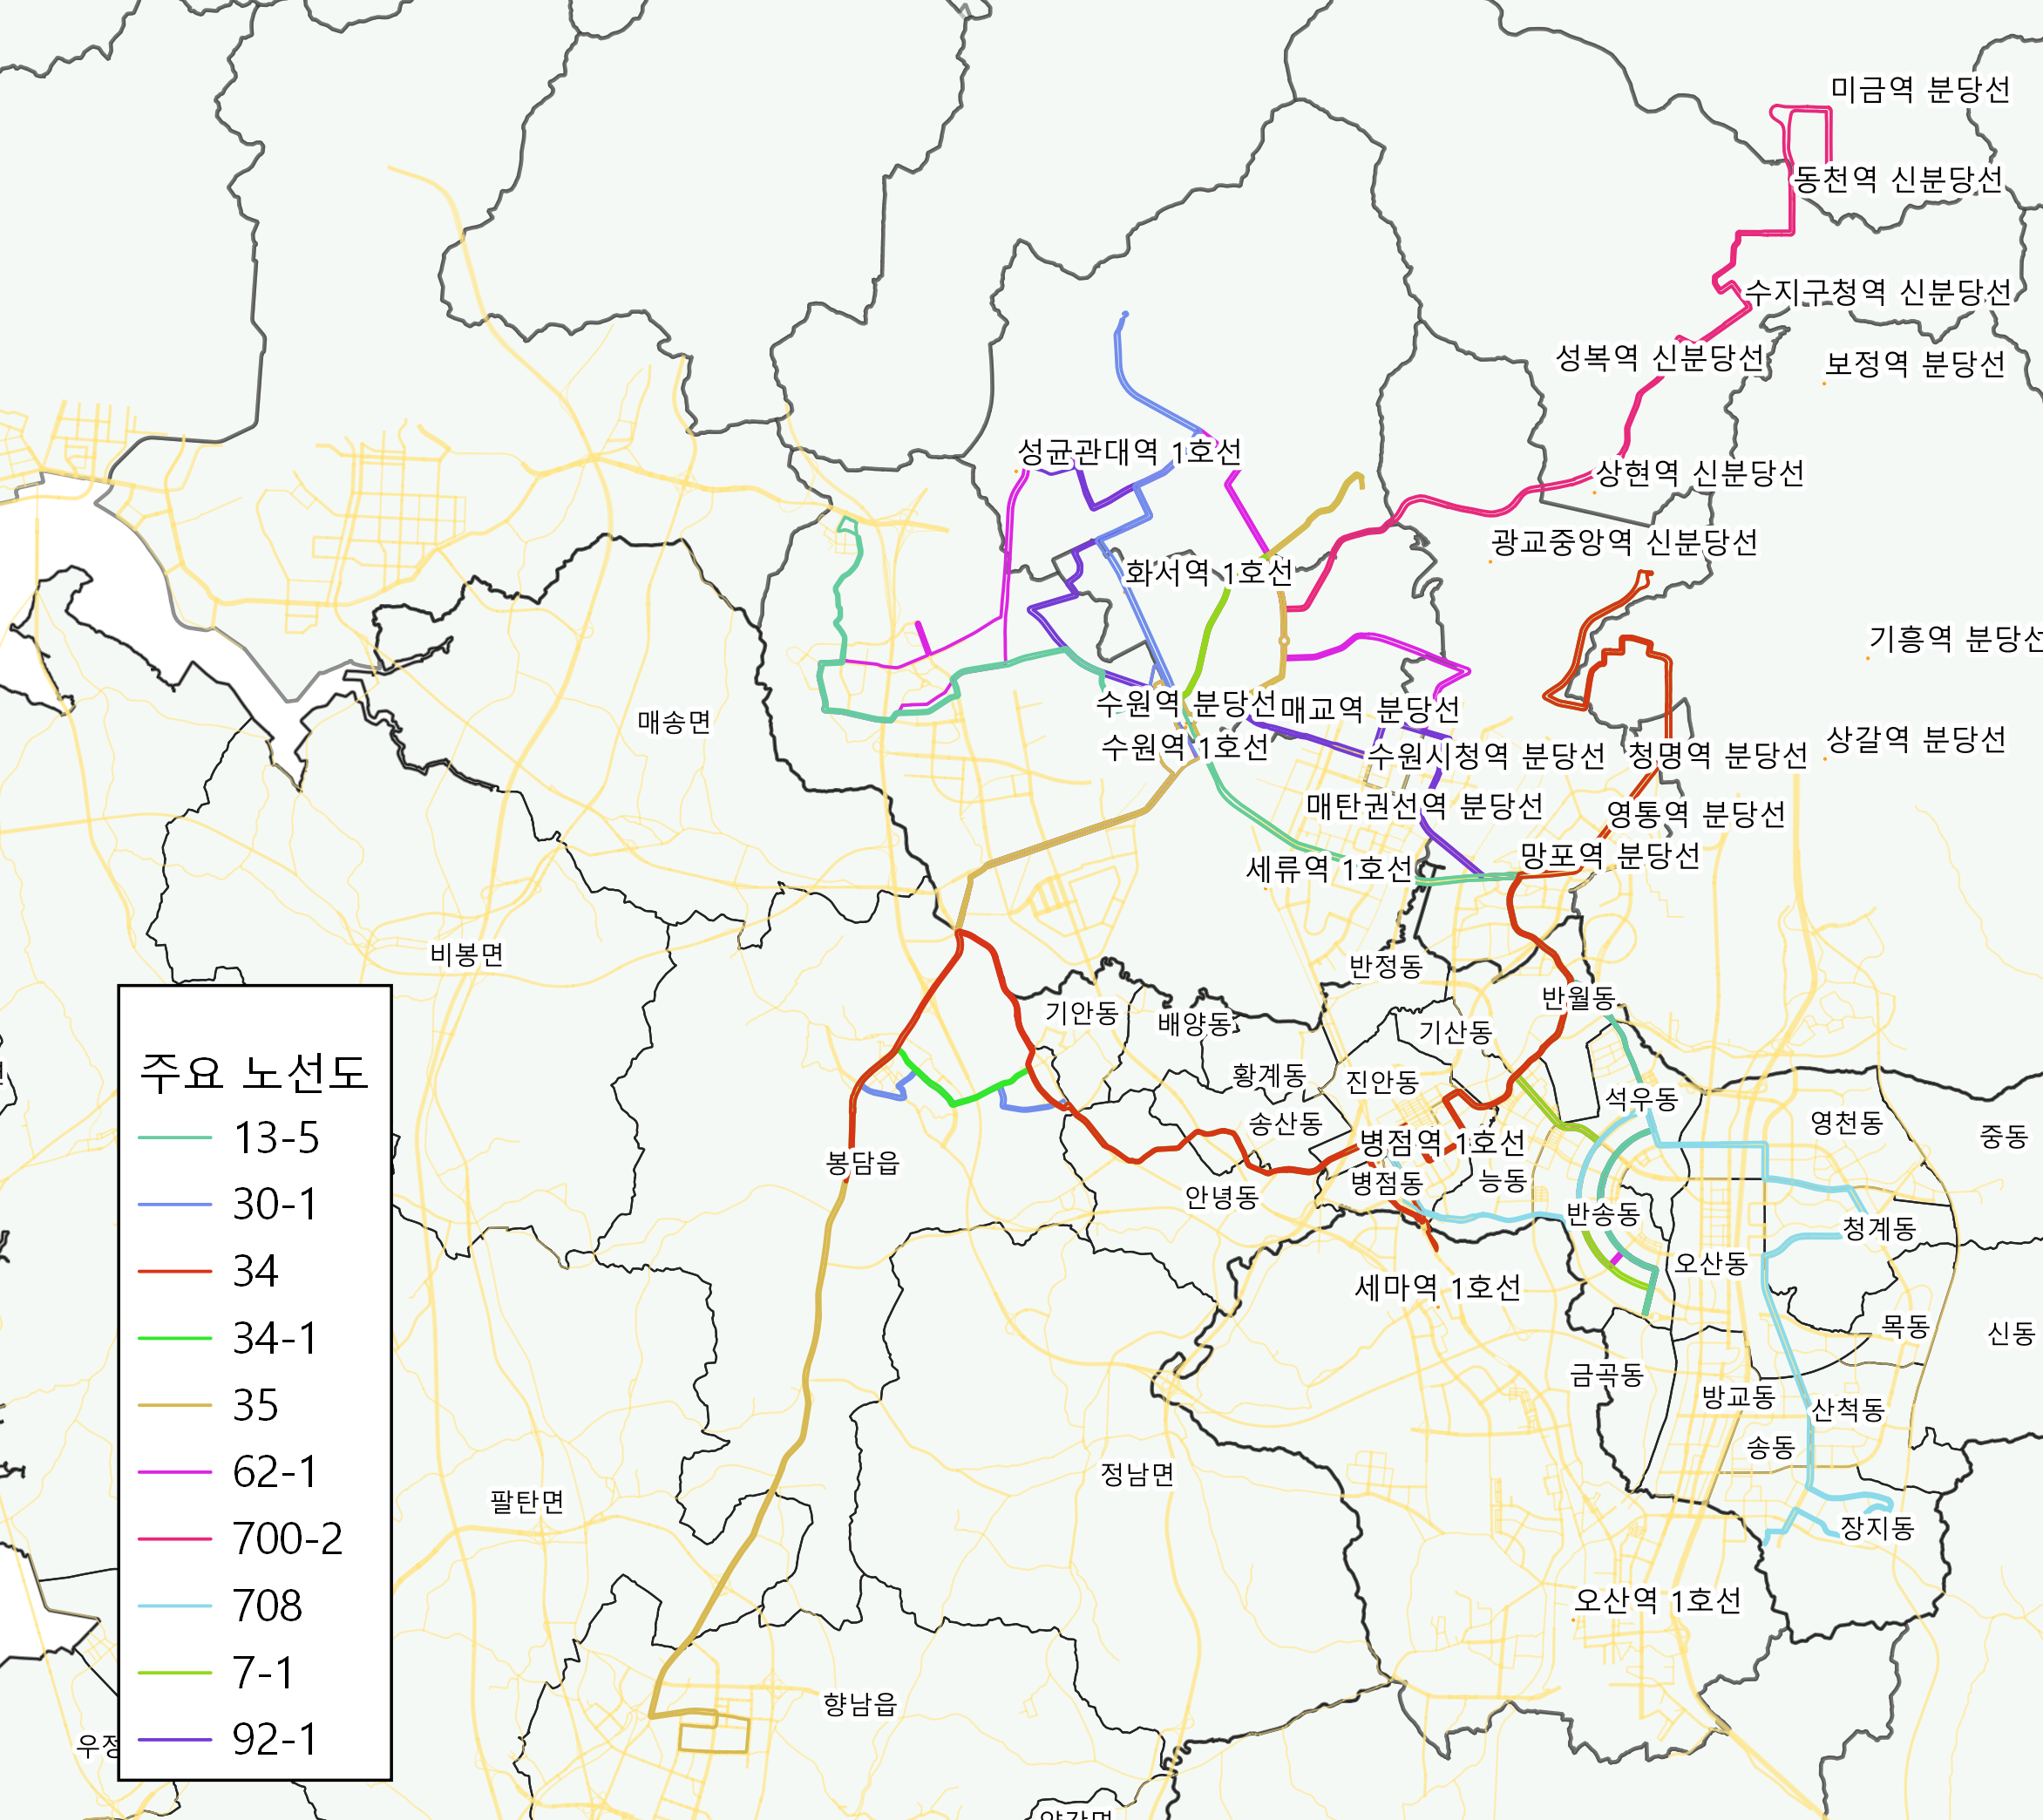 미금역 분당선
동천역 신분당선
수지구청역 신분당선
성복역 신분당선
보정역 분당선
성균관대역 1호선
상현역 신분당선
광교중앙역 신분당선
화서역 1호선
기흥역 분당선
수원역 분당선
매교역 분당선
매송면
수원역 1호선
수원시청역 분당선
청명역 분당선
상갈역 분당선
매탄권선역 분당선
영통역 분당선
망포역 분당선
세류역 1호선
비봉면
반정동
반월동
기안동
배양동
기산동
황계동
진안동
석우동
송산동
영천동
중동
병점역 1호선
봉담읍
안녕동
병점동
능동
반송동
청계동
오산동
세마역 1호선
목동
신동
금곡동
방교동
산척동
송동
정남면
팔탄면
장지동
오산역 1호선
향남읍
우정
주요 노선도
13-5
30-1
34
34-1
35
62-1
700-2
708
7-1
92-1